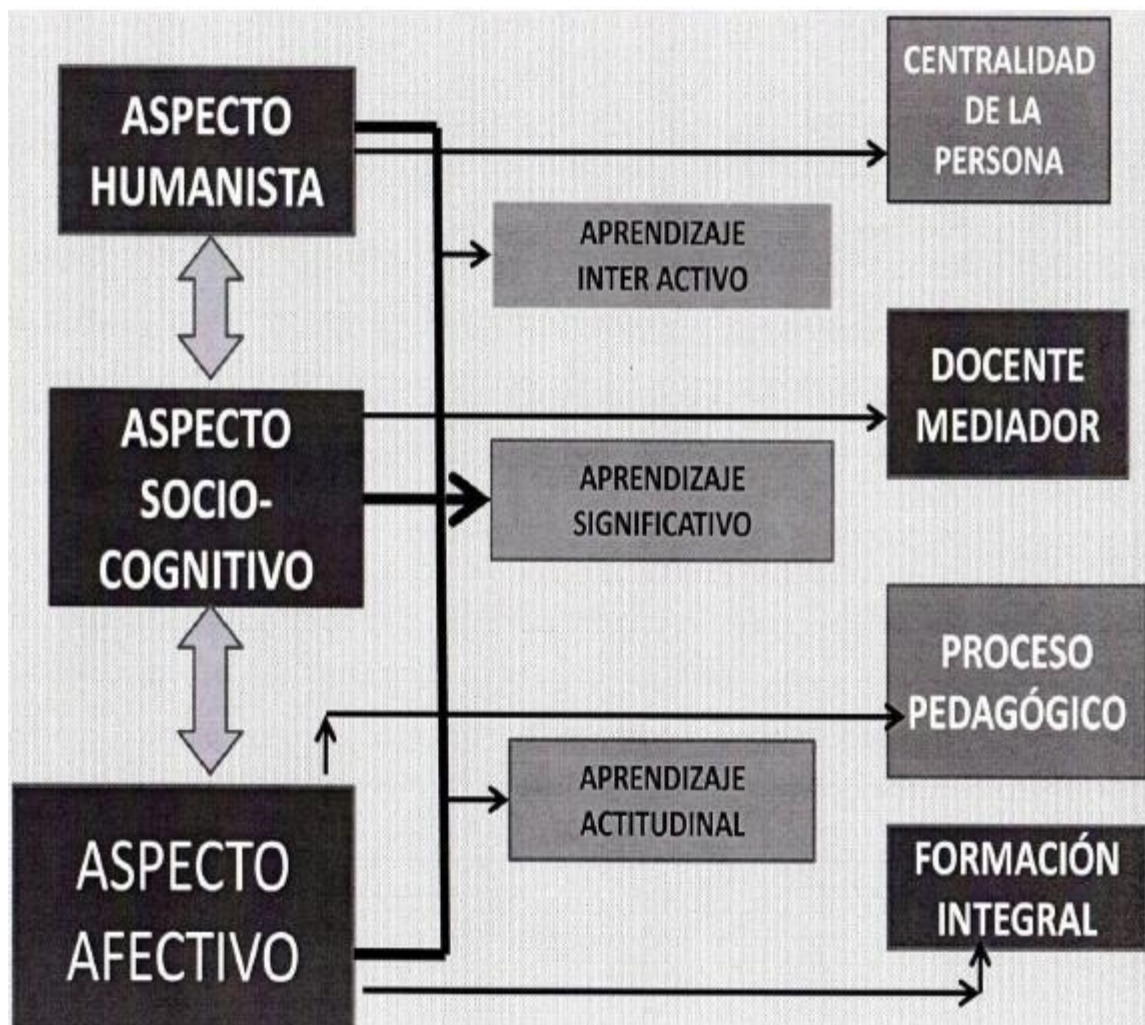 ASPECTO
HUMANISTA
CENTRALIDAD
DE LA
PERSONA
APRENDIZAJE
INTER ACTIVO
ASPECTO
SOCIO-
COGNITIVO
DOCENTE
MEDIADOR
APRENDIZAJE
SIGNIFICATIVO
PROCESO
PEDAGÓGICO
APRENDIZAJE
ACTITUDINAL
ASPECTO
AFECTIVO
FORMACIÓN
INTEGRAL